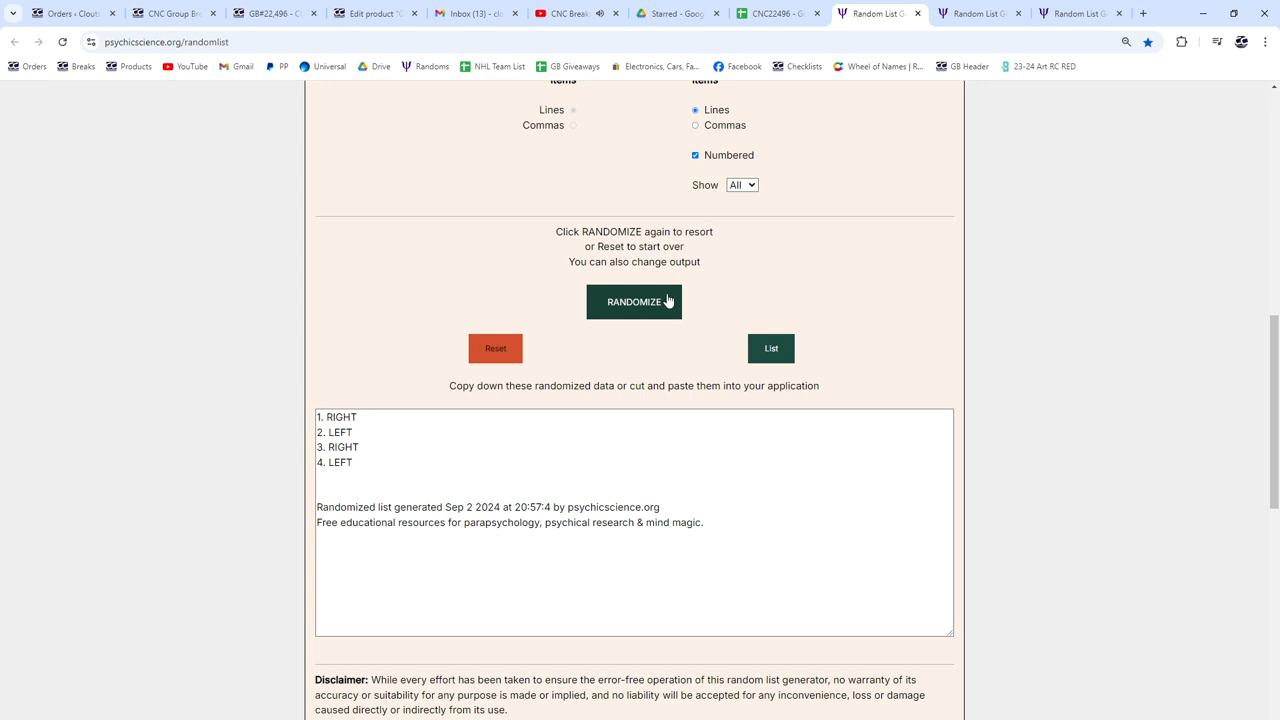 Orders ‹ Clouts
CNC Group Bre
GB#22,496 - C
Edit product "G
Inbox (13) - clo
CNC Breaks
Starred - Goog
CNC22496 - Go
Random List G
Random List Ge
Random List Ge
psychicscience.org/randomlist
Orders
Breaks
Products
YouTube
Gmail
PP
Universal
Drive
Randoms
NHL Team List
GB Giveaways
Electronics, Cars, Fa...
Facebook
Checklists
Wheel of Names | R...
GB Header
23-24 Art RC RED
Items Items
Lines Lines
Commas Commas
Numbered
Show All
Click RANDOMIZE again to resort
or Reset to start over
You can also change output
RANDOMIZE
Reset List
Copy down these randomized data or cut and paste them into your application
1. RIGHT
2. LEFT
3. RIGHT
4. LEFT
Randomized list generated Sep 2 2024 at 20:57:4 by psychicscience.org
Free educational resources for parapsychology, psychical research & mind magic.
Disclaimer: While every effort has been taken to ensure the error-free operation of this random list generator, no warranty of its
accuracy or suitability for any purpose is made or implied, and no liability will be accepted for any inconvenience, loss or damage
caused directly or indirectly from its use.